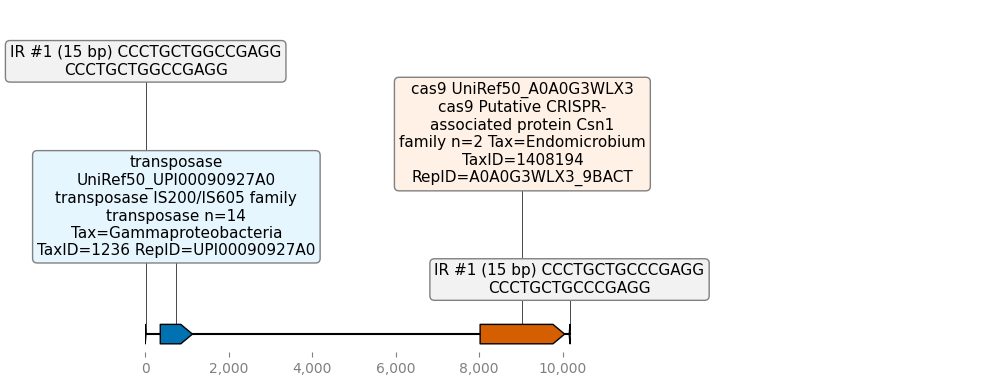 IR #1 (15 bp) CCCTGCTGGCCGAGG
CCCTGCTGGCCGAGG
cas9 UniRef50_A0A0G3WLX3
cas9 Putative CRISPR-
associated protein Csn1
family n=2 Tax=Endomicrobium
TaxID=1408194
RepID=A0A0G3WLX3_9BACT
transposase
UniRef50_UPI00090927A0
transposase IS200/IS605 family
transposase n=14
Tax=Gammaproteobacteria
TaxID=1236 RepID=UPI00090927A0
IR #1 (15 bp) CCCTGCTGCCCGAGG
CCCTGCTGCCCGAGG
0 2,000 4,000 6,000 8,000 10,000